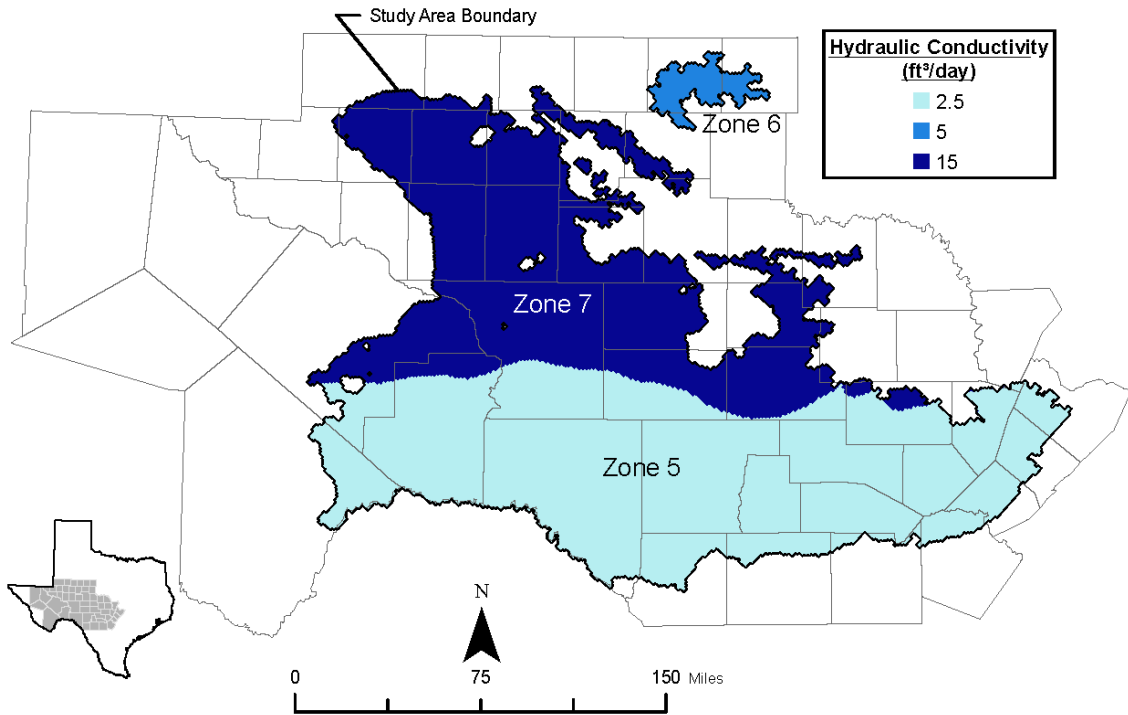 Study Area Boundary
Hydraulic Conductivity
(ft³/day)
2.5
5
15
Zone 6
Zone 7
Zone 5
N
0 75 150 Miles